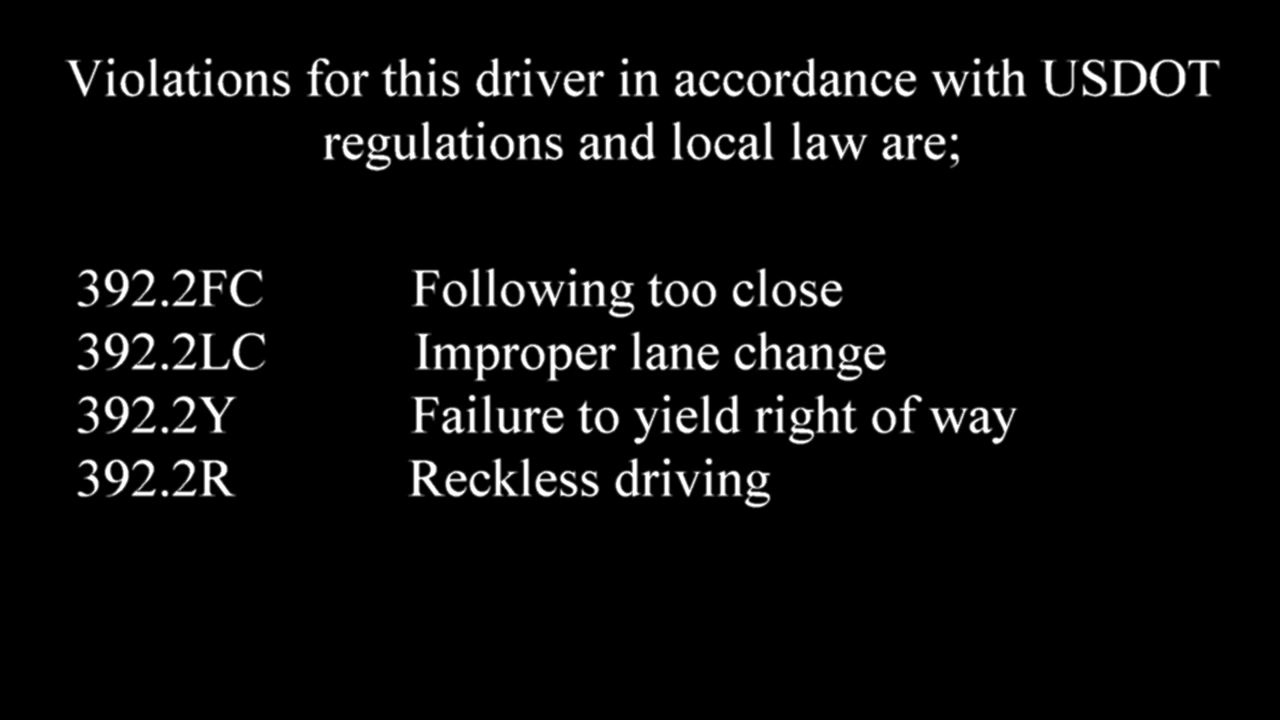 Violations for this driver in accordance with USDOT
regulations and local law are;
392.2FC Following too close
392.2LC Improper lane change
392.2Y Failure to yield right of way
392.2R Reckless driving